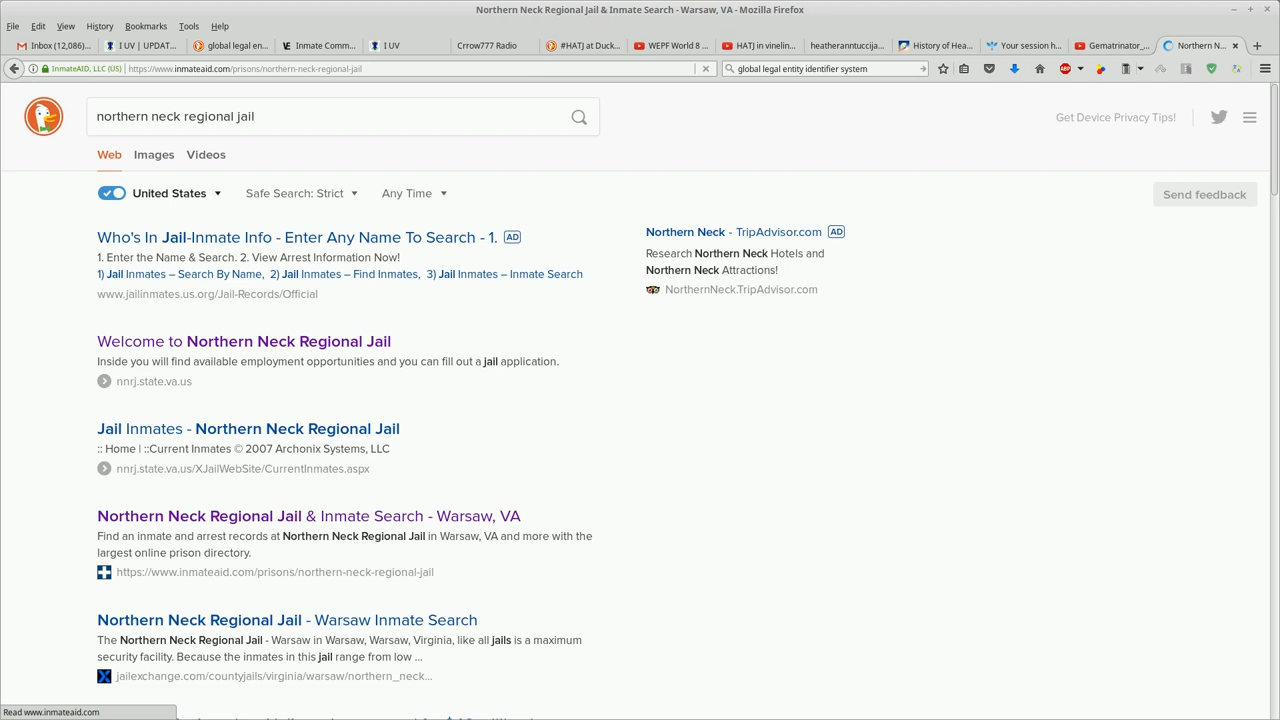 Northern Neck Regional Jail & Inmate Search - Warsaw, VA - Mozilla Firefox
File Edit View History Bookmarks Tools Help
Inbox (12,086)... I UV | UPDAT... global legal en... Inmate Comm... I UV Crrow777 Radio #HATJ at Duck... WEPF World 8 ... HATJ in vinelin... heatheranntuccija... History of Hea... Your session h... Gematrinator_... Northern N...
InmateAID, LLC (US) https://www.inmateaid.com/prisons/northern-neck-regional-jail global legal entity identifier system ABP
northern neck regional jail
Get Device Privacy Tips!
Web Images Videos
United States Safe Search: Strict Any Time
Send feedback
Who's In Jail-Inmate Info - Enter Any Name To Search - 1. AD
1. Enter the Name & Search. 2. View Arrest Information Now!
1) Jail Inmates – Search By Name, 2) Jail Inmates – Find Inmates, 3) Jail Inmates – Inmate Search
www.jailinmates.us.org/Jail-Records/Official
Northern Neck - TripAdvisor.com AD
Research Northern Neck Hotels and
Northern Neck Attractions!
NorthernNeck.TripAdvisor.com
Welcome to Northern Neck Regional Jail
Inside you will find available employment opportunities and you can fill out a jail application.
nnrj.state.va.us
Jail Inmates - Northern Neck Regional Jail
:: Home | ::Current Inmates © 2007 Archonix Systems, LLC
nnrj.state.va.us/XJailWebSite/CurrentInmates.aspx
Northern Neck Regional Jail & Inmate Search - Warsaw, VA
Find an inmate and arrest records at Northern Neck Regional Jail in Warsaw, VA and more with the
largest online prison directory.
https://www.inmateaid.com/prisons/northern-neck-regional-jail
Northern Neck Regional Jail - Warsaw Inmate Search
The Northern Neck Regional Jail - Warsaw in Warsaw, Warsaw, Virginia, like all jails is a maximum
security facility. Because the inmates in this jail range from low ...
jailexchange.com/countyjails/virginia/warsaw/northern_neck...
Read www.inmateaid.com